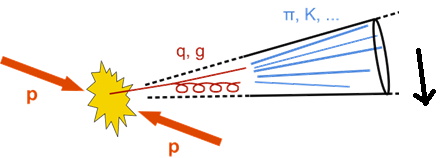 π, K, ...
q, g
p
p